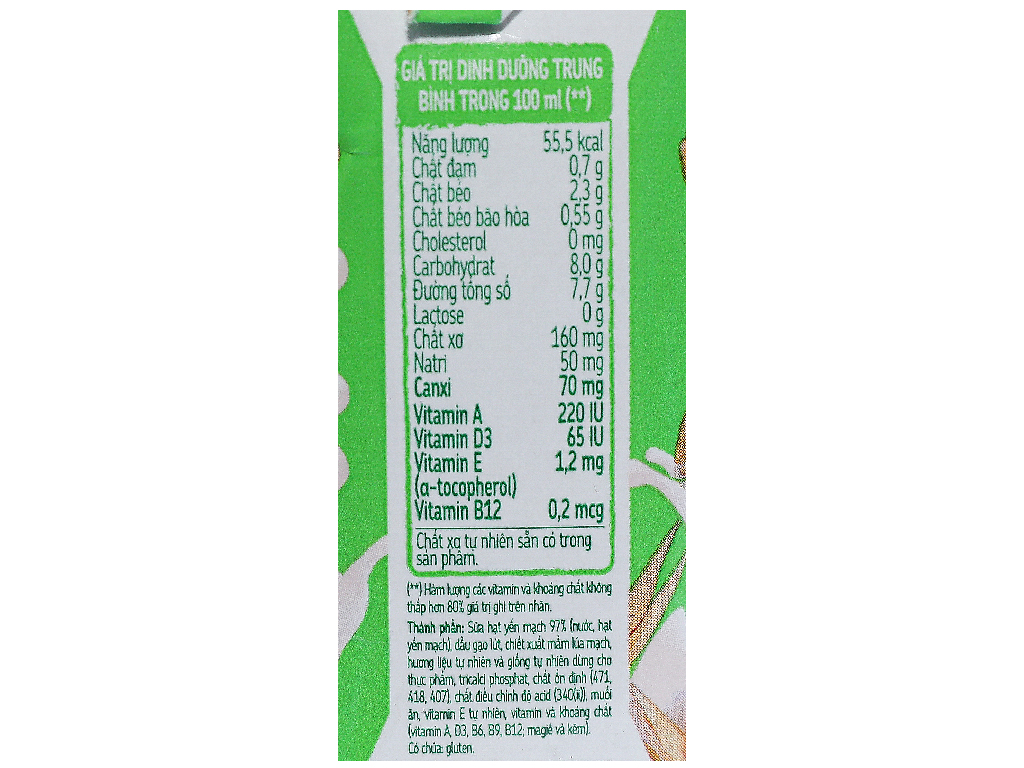 GIÁ TRỊ DINH DƯỠNG TRUNG
BÌNH TRONG 100 ml (**)
Năng lượng 55,5 kcal
Chất đạm 0,7 g
Chất béo 2,3 g
Chất béo bão hòa 0,55 g
Cholesterol 0 mg
Carbohydrat 8,0 g
Đường tổng số 7,7 g
Lactose 0 g
Chất xơ 160 mg
Natri 50 mg
Canxi 70 mg
Vitamin A 220 IU
Vitamin D3 65 IU
Vitamin E 1,2 mg
(α-tocopherol)
Vitamin B12 0,2 mcg
Chất xơ tự nhiên sẵn có trong
sản phẩm.
(**) Hàm lượng các vitamin và khoáng chất không
thấp hơn 80% giá trị ghi trên nhãn.
Thành phần: Sữa hạt yến mạch 97% (nước, hạt
yến mạch), dầu gạo lứt, chiết xuất mầm lúa mạch,
hương liệu tự nhiên và giống tự nhiên dùng cho
thực phẩm, tricalci phosphat, chất ổn định (471,
418, 407), chất điều chỉnh độ acid (340(ii)), muối
ăn, vitamin E tự nhiên, vitamin và khoáng chất
(vitamin A, D3, B6, B9, B12; magiê và kẽm).
Có chứa: gluten.